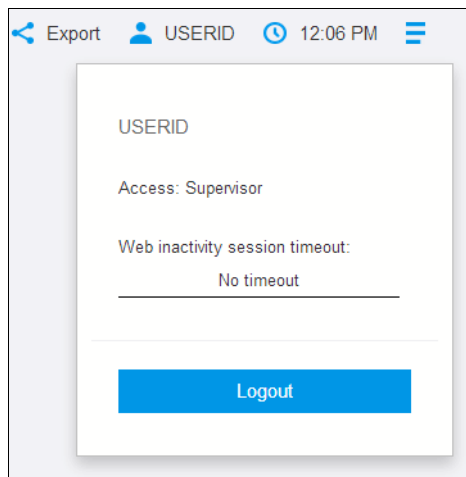 Export USERID 12:06 PM
USERID
Access: Supervisor
Web inactivity session timeout:
No timeout
Logout